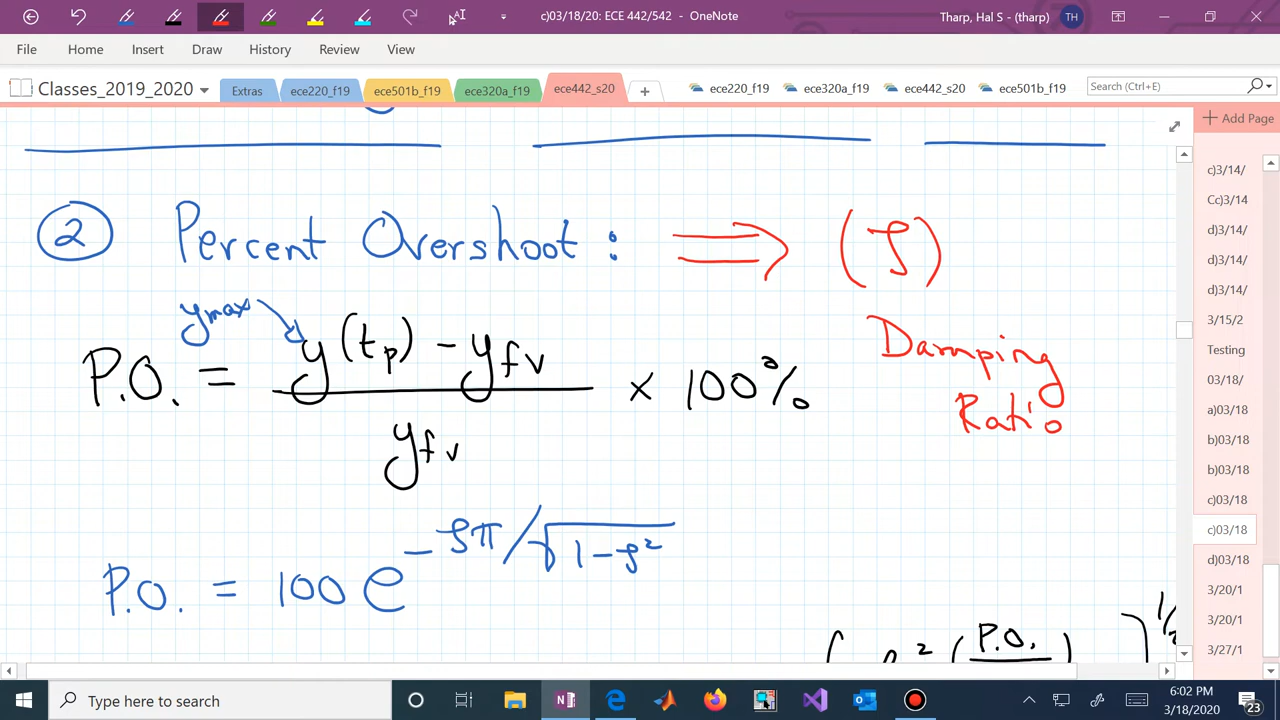 c)03/18/20: ECE 442/542 - OneNote
Tharp, Hal S (tharp) TH
File Home Insert Draw History Review View
Classes_2019_2020 Extras ece220_f19 ece501b_f19 ece320a_f19 ece442_s20 ece220_f19 ece320a_f19 ece442_s20 ece501b_f19 Search (Ctrl+E)
Add Page
c)3/14/
Cc)3/14
d)3/14/
d)3/14/
d)3/14/
3/15/2
Testing
03/18/
a)03/18
b)03/18
b)03/18
c)03/18
c)03/18
d)03/18
3/20/1
3/20/1
3/27/1
② Percent Overshoot : ⟹ (ζ)
Damping
Ratio
ymax
P.O. = y(tp) - yfv / yfv × 100%
P.O. = 100 e^-ζπ/√1-ζ²
P.O.
1/2
Type here to search
6:02 PM
3/18/2020
23